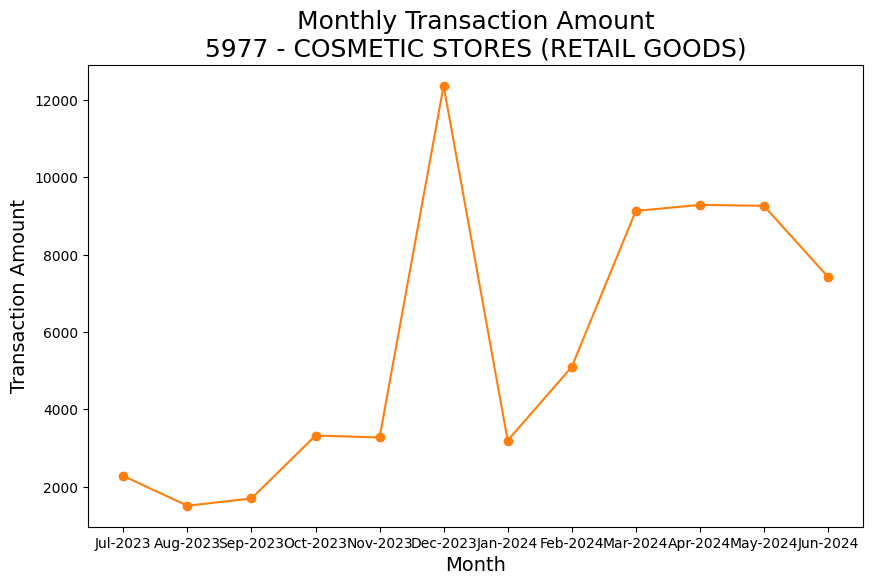 Monthly Transaction Amount
5977 - COSMETIC STORES (RETAIL GOODS)
Transaction Amount
12000
10000
8000
6000
4000
2000
Jul-2023 Aug-2023 Sep-2023 Oct-2023 Nov-2023 Dec-2023 Jan-2024 Feb-2024 Mar-2024 Apr-2024 May-2024 Jun-2024
Month